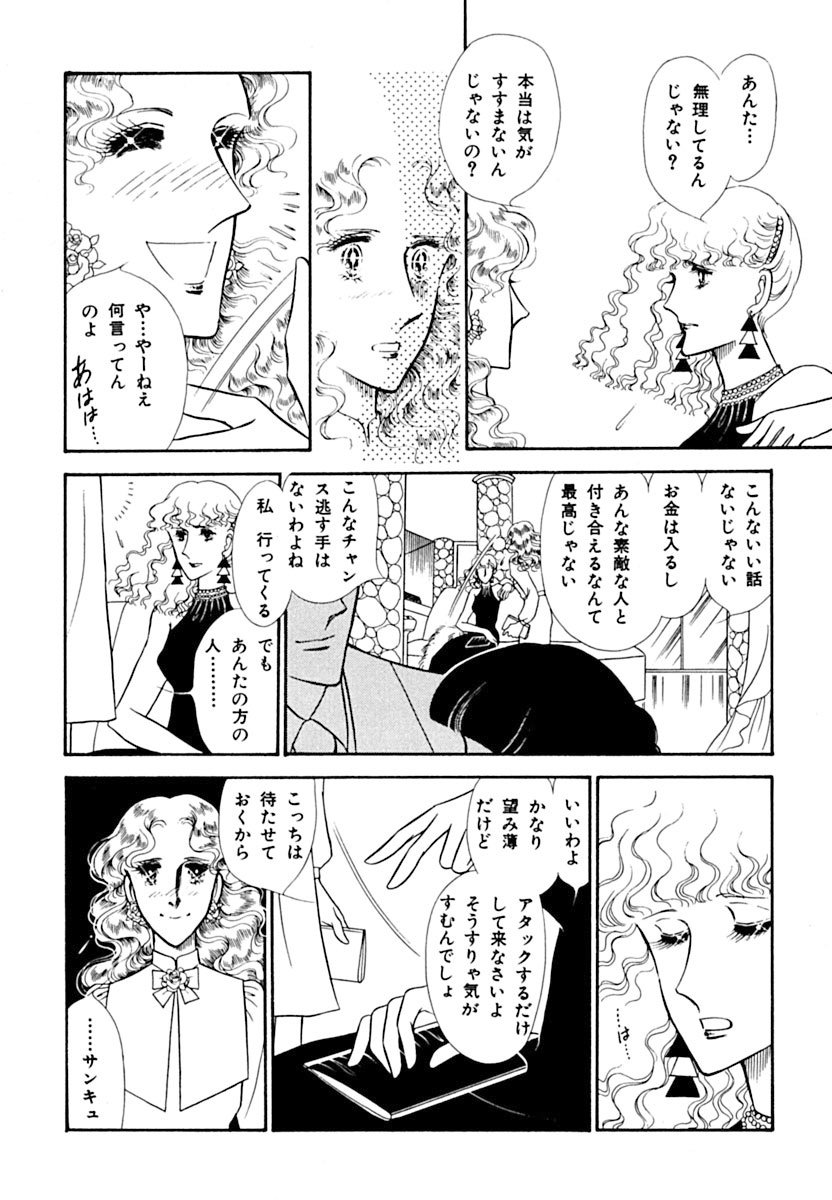 あんた…
無理してるん
じゃない？
本当は気が
すすまないん
じゃないの？
や…やーねえ
何言ってん
のよ
あはは…
こんないい話
ないじゃない
お金は入るし
あんな素敵な人と
付き合えるなんて
最高じゃない
こんなチャン
ス逃す手は
ないわよね
私　行ってくる
でも
あんたの方の
人………
……は…
いいわよ
かなり
望み薄
だけど
アタックするだけ
して来なさいよ
そうすりゃ気が
すむんでしょ
こっちは
待たせて
おくから
……サンキュ